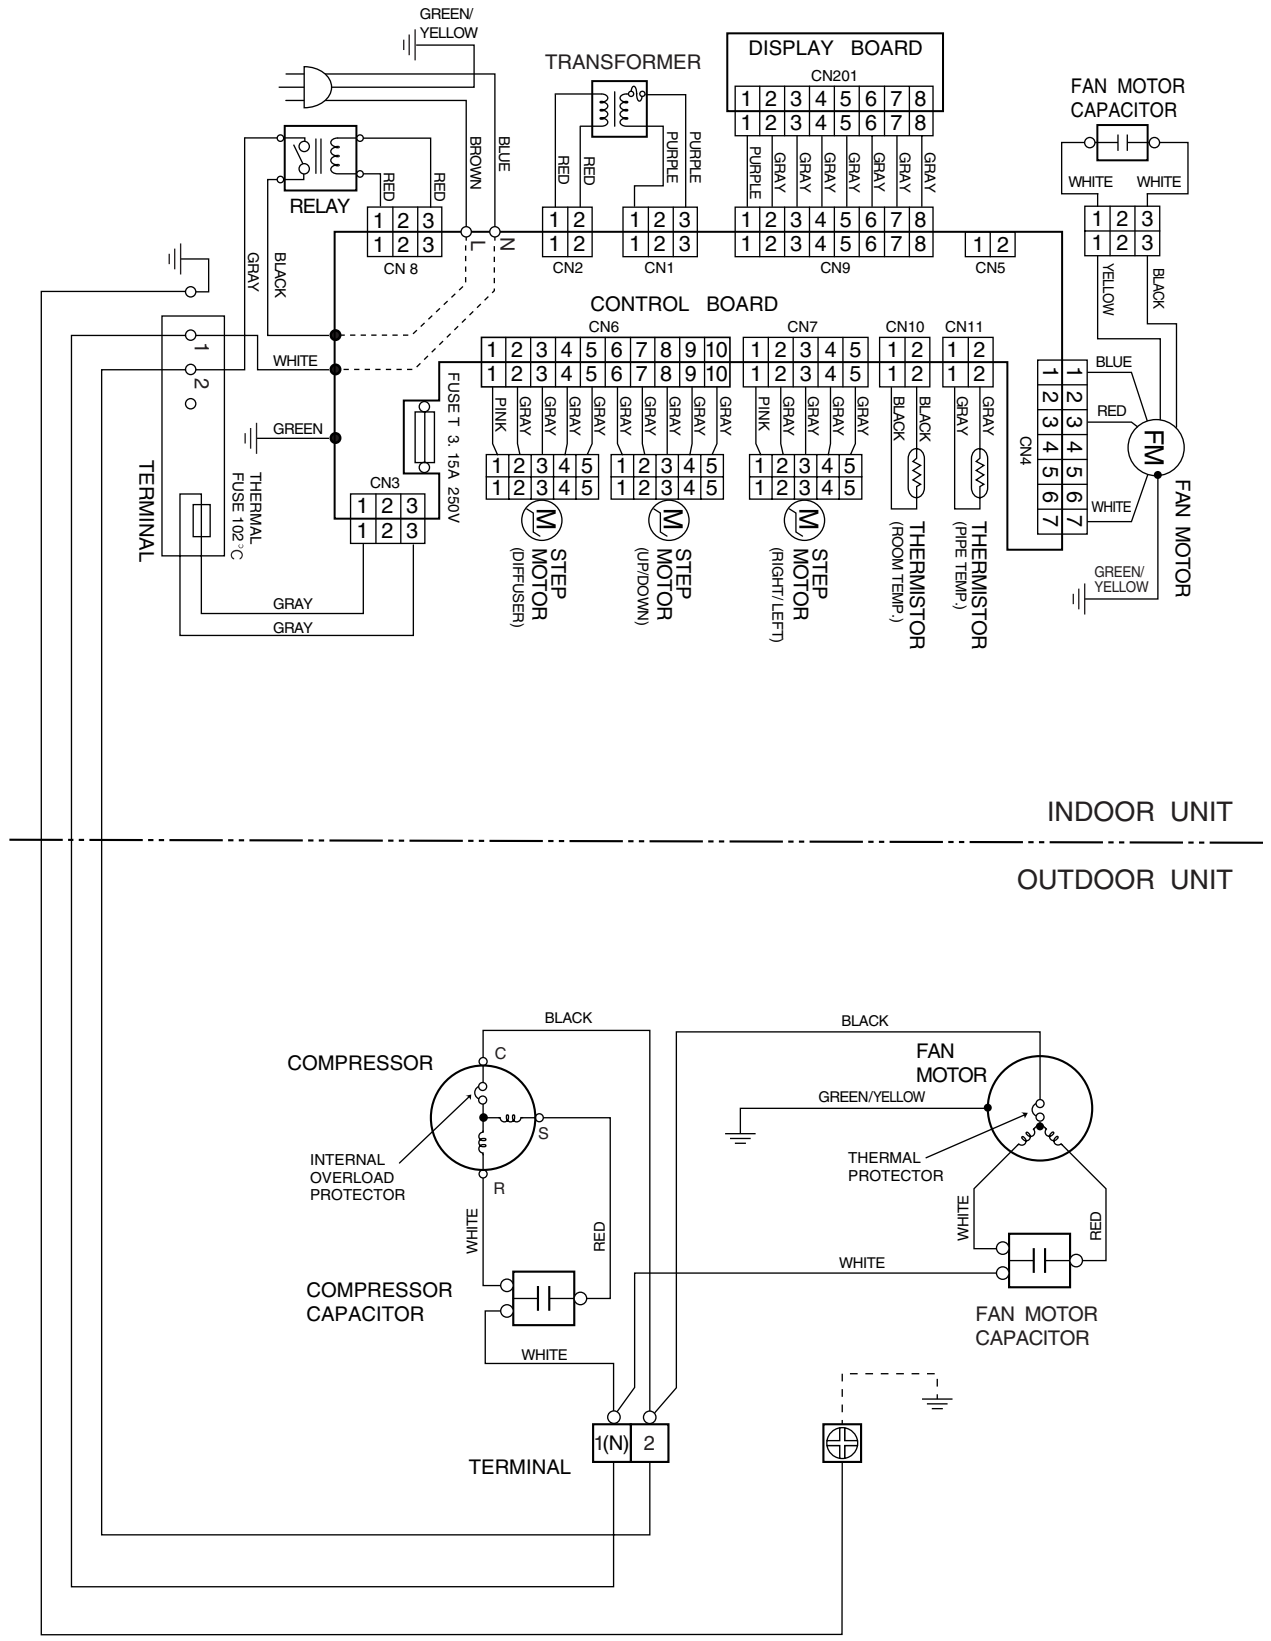 GREEN/
YELLOW
TRANSFORMER
DISPLAY BOARD
CN201
1 2 3 4 5 6 7 8
1 2 3 4 5 6 7 8
FAN MOTOR
CAPACITOR
WHITE WHITE
1 2 3
1 2 3
YELLOW
BLACK
RELAY
RED
RED
BROWN
BLUE
RED
RED
PURPLE
PURPLE
PURPLE
GRAY
GRAY
GRAY
GRAY
GRAY
GRAY
GRAY
1 2 3
1 2 3
CN 8
L
N
1 2
1 2
CN2
1 2 3
1 2 3
CN1
1 2 3 4 5 6 7 8
1 2 3 4 5 6 7 8
CN9
1 2
CN5
GRAY
BLACK
CONTROL BOARD
CN6
1 2 3 4 5 6 7 8 9 10
1 2 3 4 5 6 7 8 9 10
CN7
1 2 3 4 5
1 2 3 4 5
CN10
1 2
1 2
CN11
1 2
1 2
1
2
WHITE
GREEN
TERMINAL
THERMAL
FUSE 102°C
FUSE T 3. 15A 250V
CN3
1 2 3
1 2 3
GRAY
GRAY
PINK
GRAY
GRAY
GRAY
GRAY
GRAY
GRAY
GRAY
GRAY
GRAY
1 2 3 4 5
1 2 3 4 5
M
STEP
MOTOR
(DIFFUSER)
1 2 3 4 5
1 2 3 4 5
M
STEP
MOTOR
(UP/DOWN)
PINK
GRAY
GRAY
GRAY
GRAY
1 2 3 4 5
1 2 3 4 5
M
STEP
MOTOR
(RIGHT/ LEFT)
BLACK
BLACK
THERMISTOR
(ROOM TEMP.)
GRAY
GRAY
THERMISTOR
(PIPE TEMP.)
CN4
1 2 3 4 5 6 7
1 2 3 4 5 6 7
BLUE
RED
WHITE
FM
FAN MOTOR
GREEN/
YELLOW
INDOOR UNIT
OUTDOOR UNIT
BLACK
COMPRESSOR
C
S
R
INTERNAL
OVERLOAD
PROTECTOR
WHITE
RED
COMPRESSOR
CAPACITOR
WHITE
BLACK
FAN
MOTOR
GREEN/YELLOW
THERMAL
PROTECTOR
WHITE
RED
WHITE
FAN MOTOR
CAPACITOR
1(N) 2
TERMINAL